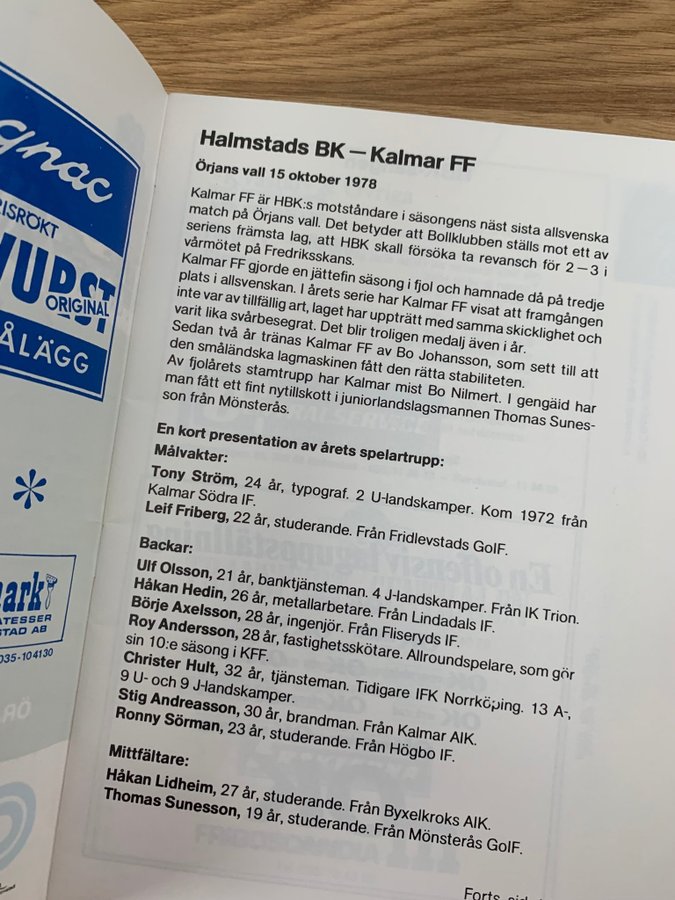 gnac
RISRÖKT
WURST
ORIGINAL
ÅLÄGG
*
ark
ATESSER
STAD AB
035-104130
Halmstads BK — Kalmar FF
Örjans vall 15 oktober 1978
Kalmar FF är HBK:s motståndare i säsongens näst sista allsvenska
match på Örjans vall. Det betyder att Bollklubben ställs mot ett av
seriens främsta lag, att HBK skall försöka ta revansch för 2—3 i
vårmötet på Fredriksskans.
Kalmar FF gjorde en jättefin säsong i fjol och hamnade då på tredje
plats i allsvenskan. I årets serie har Kalmar FF visat att framgången
inte var av tillfällig art, laget har uppträtt med samma skicklighet och
varit lika svårbesegrat. Det blir troligen medalj även i år.
Sedan två år tränas Kalmar FF av Bo Johansson, som sett till att
den småländska lagmaskinen fått den rätta stabiliteten.
Av fjolårets stamtrupp har Kalmar mist Bo Nilmert. I gengäid har
man fått ett fint nytillskott i juniorlandslagsmannen Thomas Sunes-
son från Mönsterås.
En kort presentation av årets spelartrupp:
Målvakter:
Tony Ström, 24 år, typograf. 2 U-landskamper. Kom 1972 från
Kalmar Södra IF.
Leif Friberg, 22 år, studerande. Från Fridlevstads GoIF.
Backar:
Ulf Olsson, 21 år, banktjänsteman. 4 J-landskamper. Från IK Trion.
Håkan Hedin, 26 år, metallarbetare. Från Lindadals IF.
Börje Axelsson, 28 år, ingenjör. Från Fliseryds IF.
Roy Andersson, 28 år, fastighetsskötare. Allroundspelare, som gör
sin 10:e säsong i KFF.
Christer Hult, 32 år, tjänsteman. Tidigare IFK Norrköping. 13 A-,
9 U- och 9 J-landskamper.
Stig Andreasson, 30 år, brandman. Från Kalmar AIK.
Ronny Sörman, 23 år, studerande. Från Högbo IF.
Mittfältare:
Håkan Lidheim, 27 år, studerande. Från Byxelkroks AIK.
Thomas Sunesson, 19 år, studerande. Från Mönsterås GoIF.
Forts.